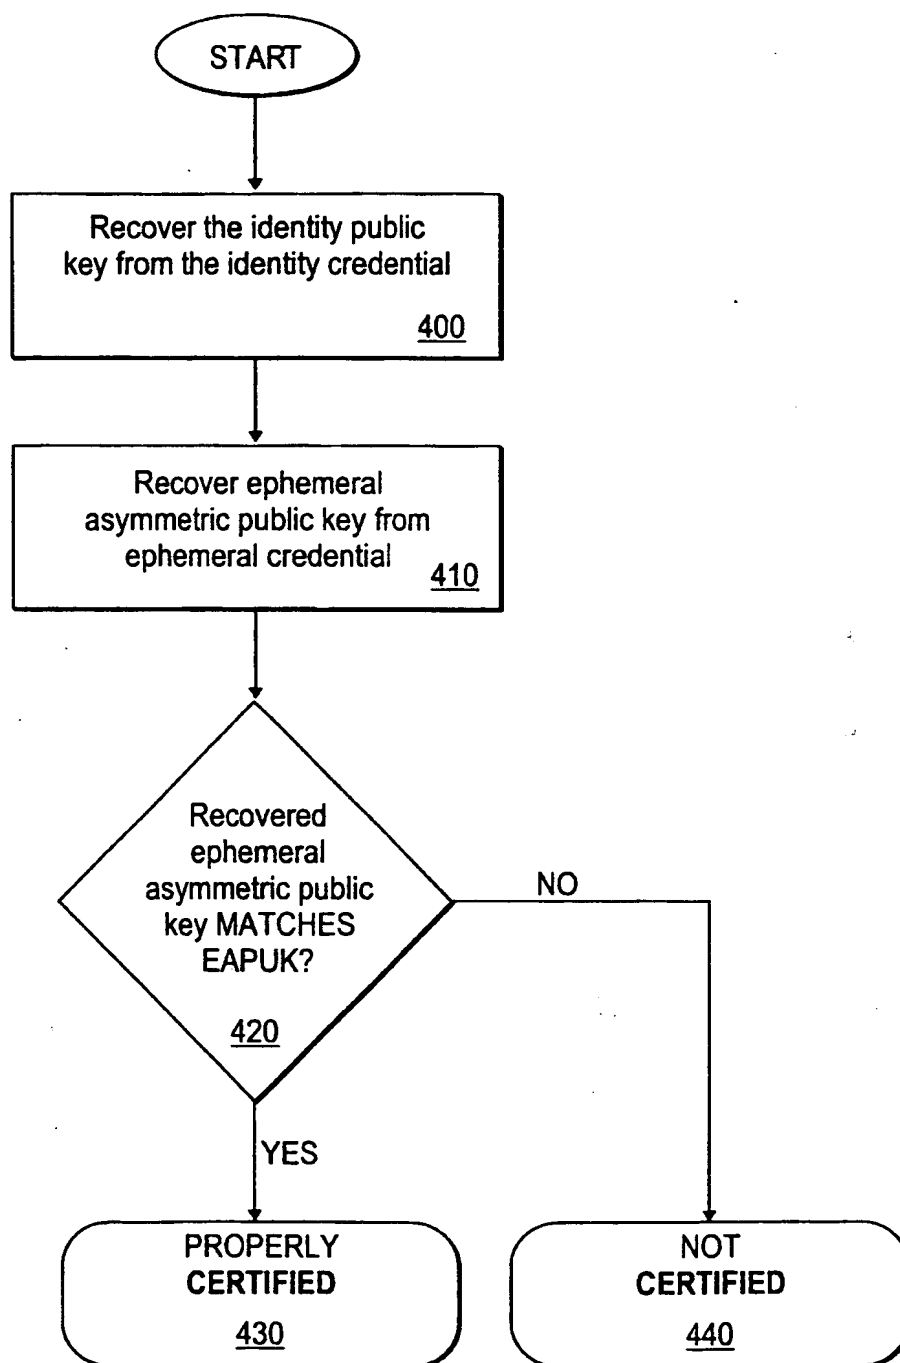 START
Recover the identity public
key from the identity credential
400
Recover ephemeral
asymmetric public key from
ephemeral credential
410
Recovered
ephemeral
asymmetric public
key MATCHES
EAPUK?
420
NO
YES
PROPERLY
CERTIFIED
430
NOT
CERTIFIED
440